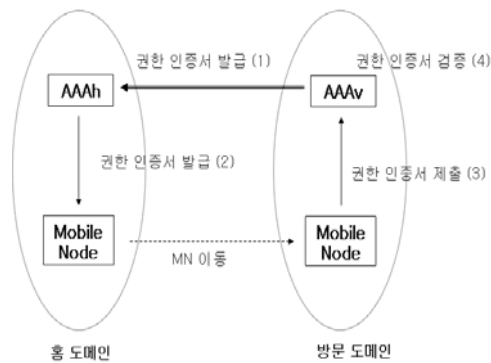 권한 인증서 발급 (1)
권한 인증서 검증 (4)
AAAh
AAAv
권한 인증서 발급 (2)
권한 인증서 제출 (3)
Mobile
Node
Mobile
Node
MN 이동
홈 도메인
방문 도메인